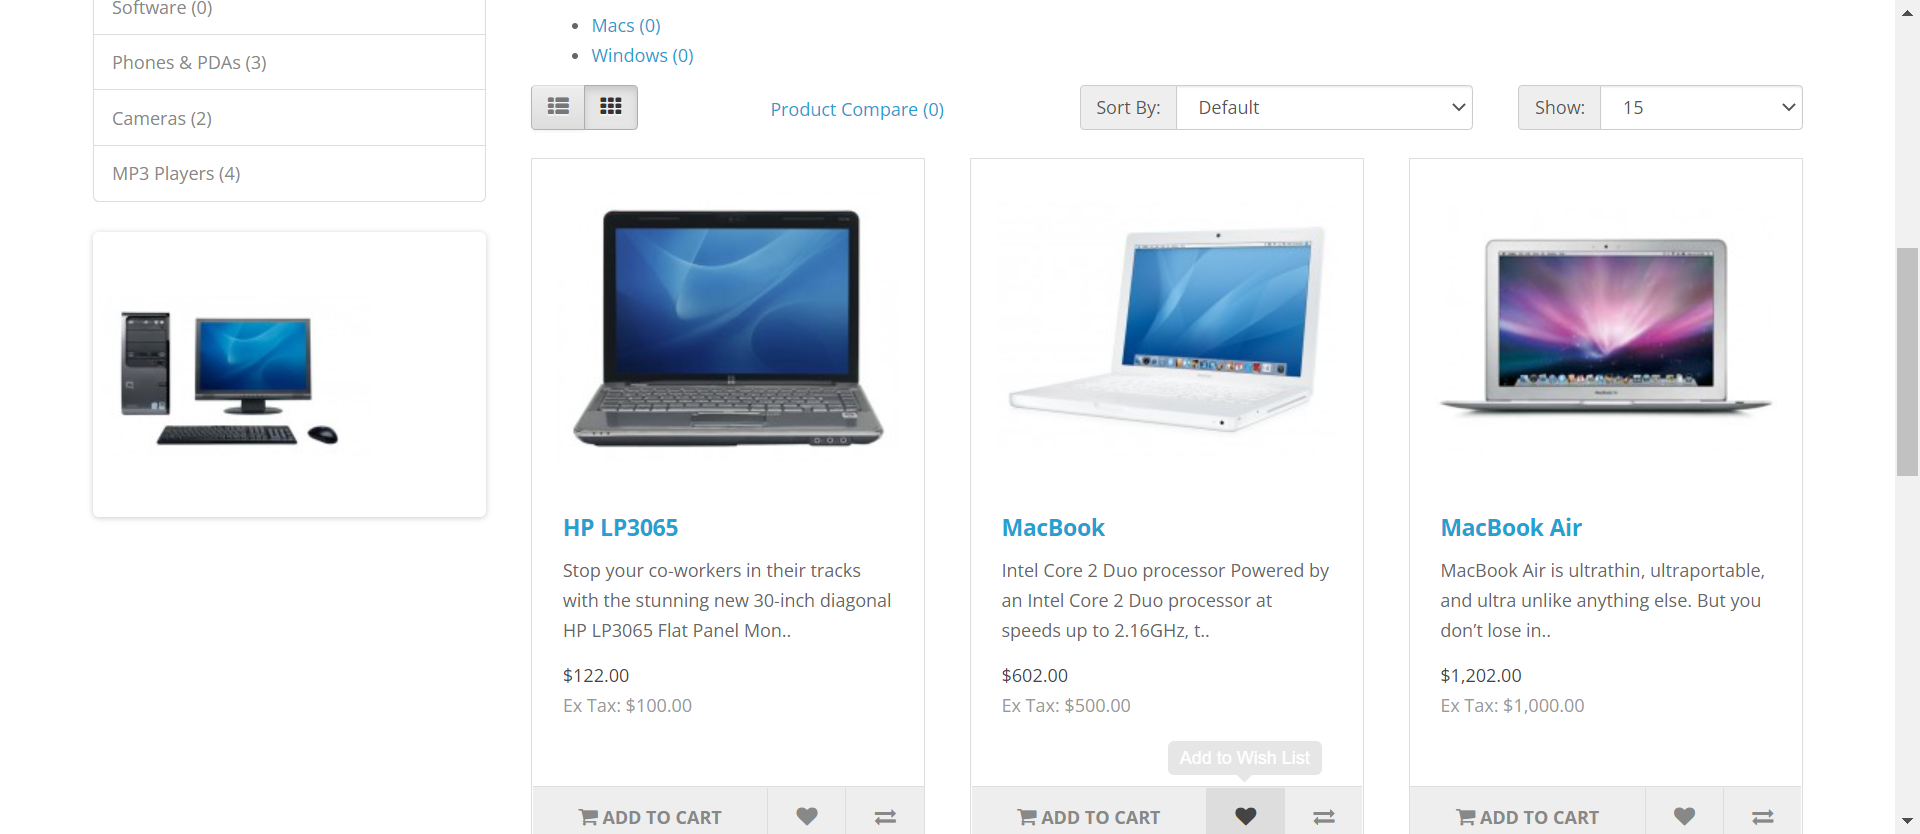 Software (0)
Phones & PDAs (3)
Cameras (2)
MP3 Players (4)
Macs (0)
Windows (0)
Product Compare (0)
Sort By:
Default
Show:
15
HP LP3065
Stop your co-workers in their tracks
with the stunning new 30-inch diagonal
HP LP3065 Flat Panel Mon..
$122.00
Ex Tax: $100.00
ADD TO CART
MacBook
Intel Core 2 Duo processor Powered by
an Intel Core 2 Duo processor at
speeds up to 2.16GHz, t..
$602.00
Ex Tax: $500.00
Add to Wish List
ADD TO CART
MacBook Air
MacBook Air is ultrathin, ultraportable,
and ultra unlike anything else. But you
don’t lose in..
$1,202.00
Ex Tax: $1,000.00
ADD TO CART